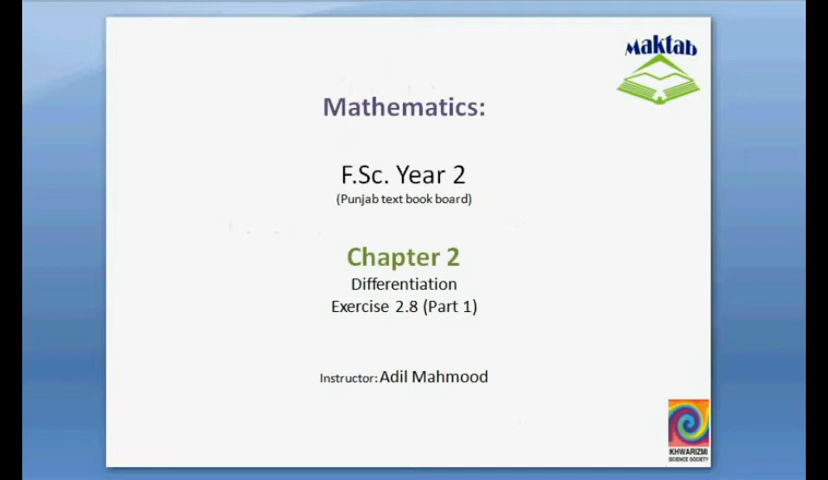 Maktab
Mathematics:
F.Sc. Year 2
(Punjab text book board)
Chapter 2
Differentiation
Exercise 2.8 (Part 1)
Instructor: Adil Mahmood
KHWARIZMI
SCIENCE SOCIETY